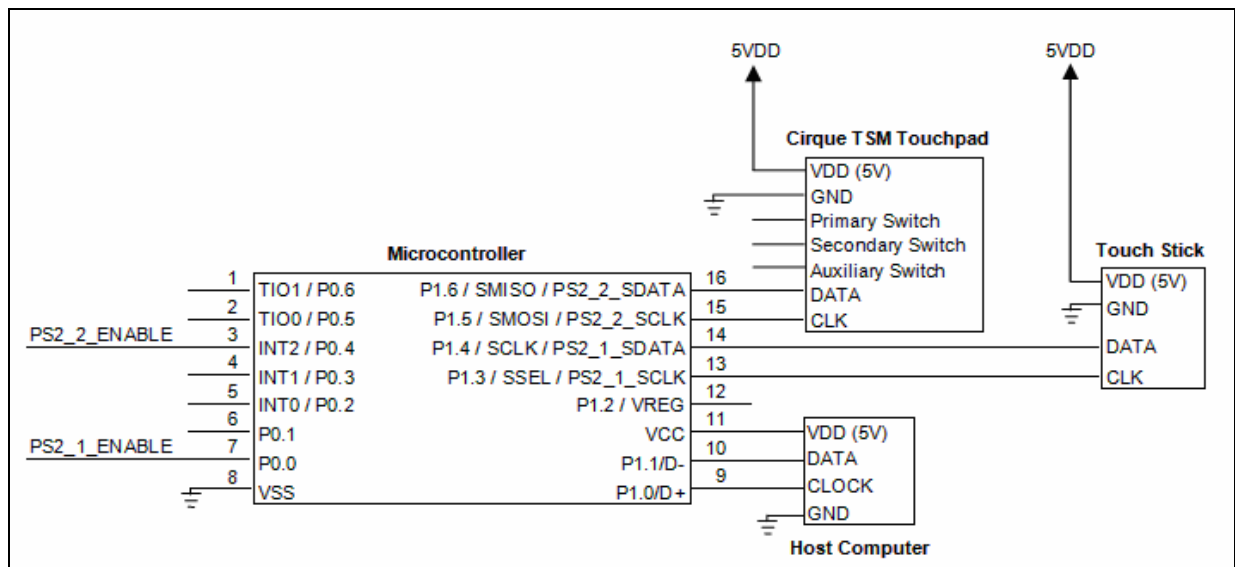 5VDD
5VDD
Cirque TSM Touchpad
VDD (5V)
GND
Primary Switch
Secondary Switch
Auxiliary Switch
DATA
CLK
Touch Stick
VDD (5V)
GND
DATA
CLK
Microcontroller
1 TIO1 / P0.6
2 TIO0 / P0.5
PS2_2_ENABLE 3 INT2 / P0.4
4 INT1 / P0.3
5 INT0 / P0.2
6 P0.1
PS2_1_ENABLE 7 P0.0
8 VSS
P1.6 / SMISO / PS2_2_SDATA 16
P1.5 / SMOSI / PS2_2_SCLK 15
P1.4 / SCLK / PS2_1_SDATA 14
P1.3 / SSEL / PS2_1_SCLK 13
P1.2 / VREG 12
VCC 11
P1.1/D- 10
P1.0/D+ 9
VDD (5V)
DATA
CLOCK
GND
Host Computer